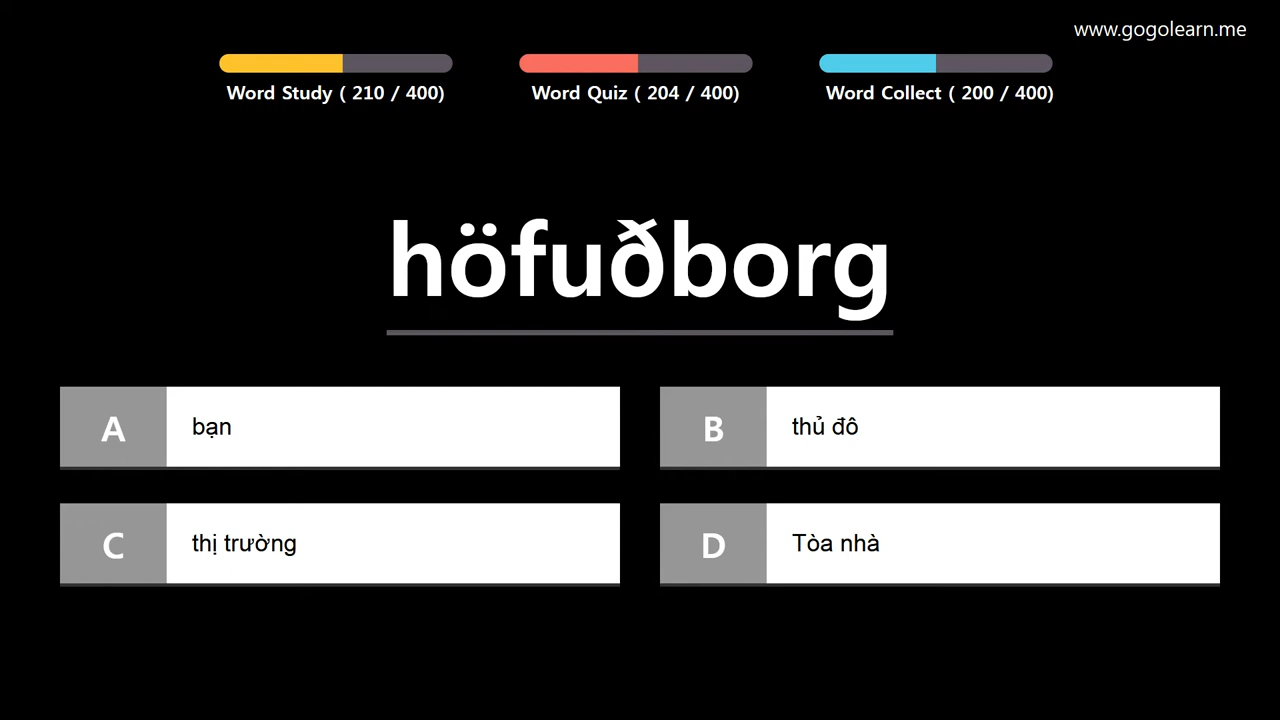 www.gogolearn.me
Word Study ( 210 / 400)
Word Quiz ( 204 / 400)
Word Collect ( 200 / 400)
höfuðborg
A bạn
B thủ đô
C thị trường
D Tòa nhà